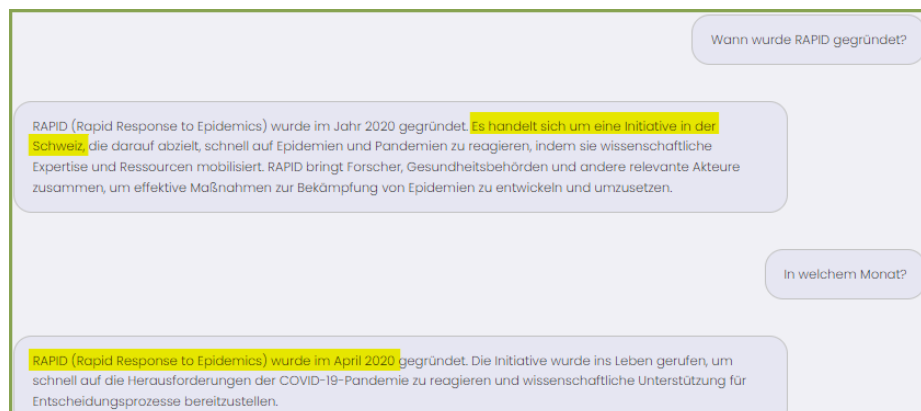 Wann wurde RAPID gegründet?
RAPID (Rapid Response to Epidemics) wurde im Jahr 2020 gegründet. Es handelt sich um eine Initiative in der
Schweiz, die darauf abzielt, schnell auf Epidemien und Pandemien zu reagieren, indem sie wissenschaftliche
Expertise und Ressourcen mobilisiert. RAPID bringt Forscher, Gesundheitsbehörden und andere relevante Akteure
zusammen, um effektive Maßnahmen zur Bekämpfung von Epidemien zu entwickeln und umzusetzen.
In welchem Monat?
RAPID (Rapid Response to Epidemics) wurde im April 2020 gegründet. Die Initiative wurde ins Leben gerufen, um
schnell auf die Herausforderungen der COVID-19-Pandemie zu reagieren und wissenschaftliche Unterstützung für
Entscheidungsprozesse bereitzustellen.